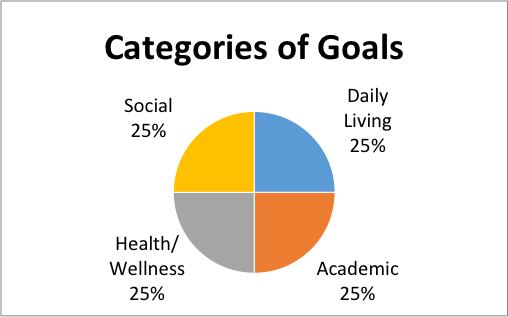 Categories of Goals
Social
25%
Daily
Living
25%
Health/
Wellness
25%
Academic
25%